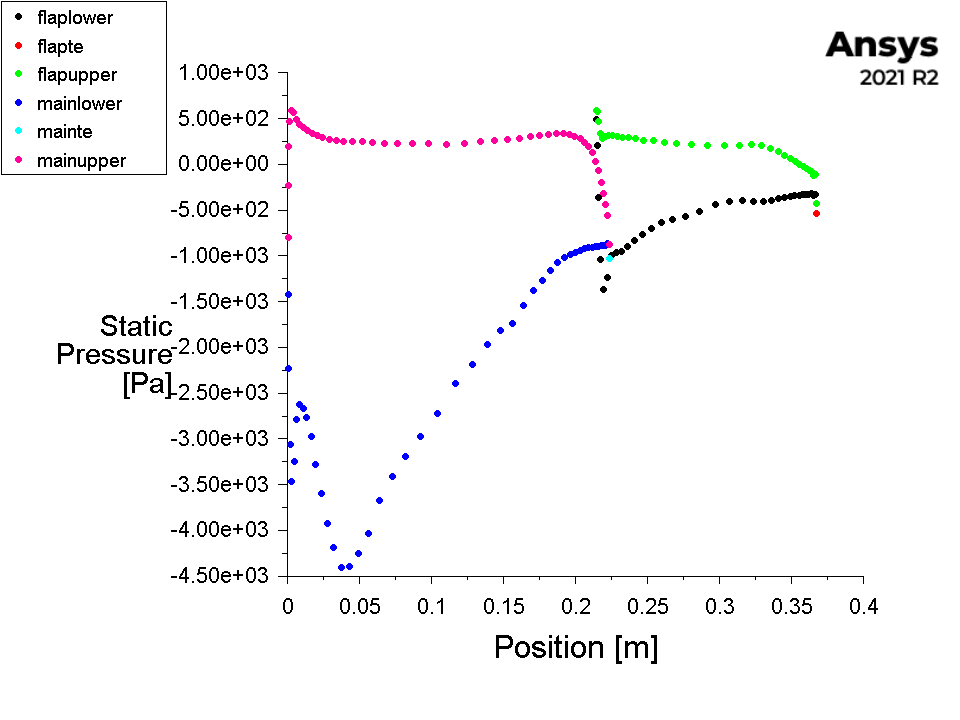 flaplower
flapte
flapupper
mainlower
mainte
mainupper
Ansys
2021 R2
1.00e+03
5.00e+02
0.00e+00
-5.00e+02
-1.00e+03
-1.50e+03
-2.00e+03
-2.50e+03
-3.00e+03
-3.50e+03
-4.00e+03
-4.50e+03
Static
Pressure
[Pa]
0 0.05 0.1 0.15 0.2 0.25 0.3 0.35 0.4
Position [m]